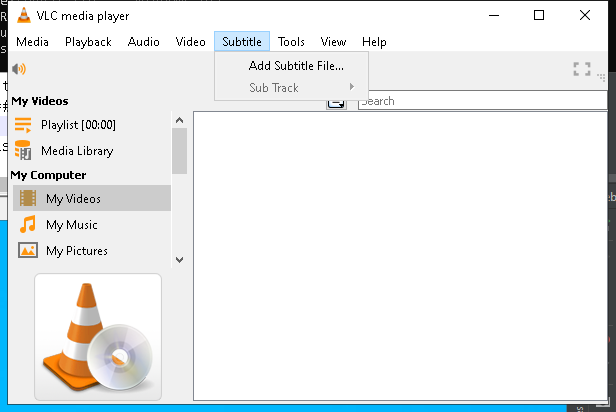 VLC media player
Media Playback Audio Video Subtitle Tools View Help
Add Subtitle File...
Sub Track
My Videos
Search
Playlist [00:00]
Media Library
My Computer
My Videos
My Music
My Pictures